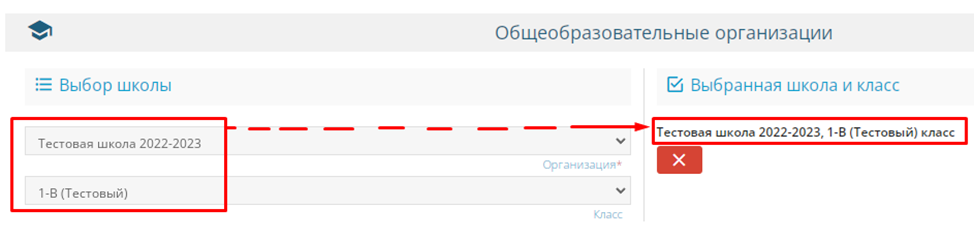 Общеобразовательные организации
Выбор школы
Тестовая школа 2022-2023
Организация*
1-В (Тестовый)
Класс
Выбранная школа и класс
Тестовая школа 2022-2023, 1-В (Тестовый) класс